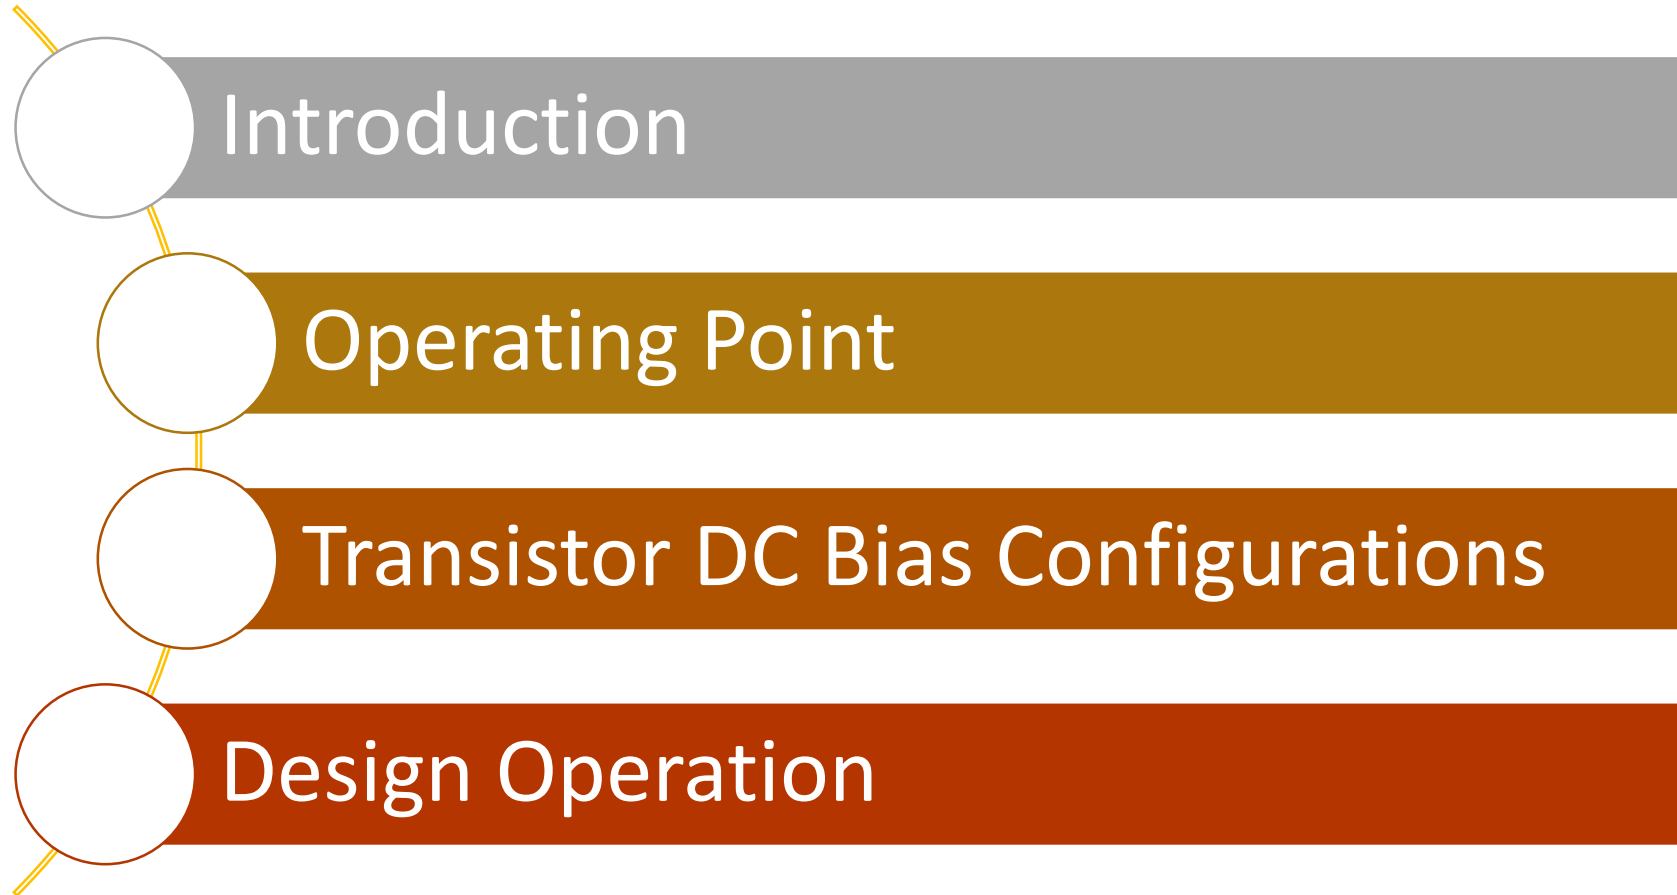 Introduction
Operating Point
Transistor DC Bias Configurations
Design Operation